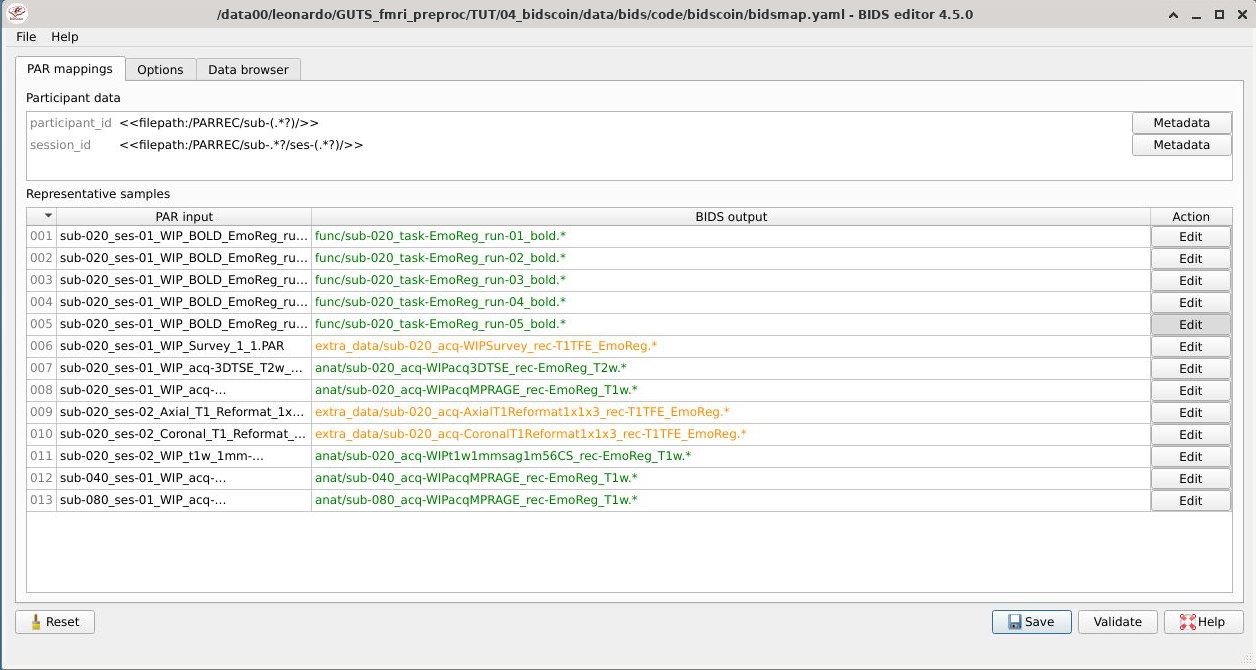 /data00/leonardo/GUTS_fmri_preproc/TUT/04_bidscoin/data/bids/code/bidscoin/bidsmap.yaml - BIDS editor 4.5.0
File Help
PAR mappings Options Data browser
Participant data
participant_id <<filepath:/PARREC/sub-(.*?)/>> Metadata
session_id <<filepath:/PARREC/sub-.*?/ses-(.*?)/>> Metadata
Representative samples
PAR input BIDS output Action
001 sub-020_ses-01_WIP_BOLD_EmoReg_ru... func/sub-020_task-EmoReg_run-01_bold.* Edit
002 sub-020_ses-01_WIP_BOLD_EmoReg_ru... func/sub-020_task-EmoReg_run-02_bold.* Edit
003 sub-020_ses-01_WIP_BOLD_EmoReg_ru... func/sub-020_task-EmoReg_run-03_bold.* Edit
004 sub-020_ses-01_WIP_BOLD_EmoReg_ru... func/sub-020_task-EmoReg_run-04_bold.* Edit
005 sub-020_ses-01_WIP_BOLD_EmoReg_ru... func/sub-020_task-EmoReg_run-05_bold.* Edit
006 sub-020_ses-01_WIP_Survey_1_1.PAR extra_data/sub-020_acq-WIPSurvey_rec-T1TFE_EmoReg.* Edit
007 sub-020_ses-01_WIP_acq-3DTSE_T2w_... anat/sub-020_acq-WIPacq3DTSE_rec-EmoReg_T2w.* Edit
008 sub-020_ses-01_WIP_acq-... anat/sub-020_acq-WIPacqMPRAGE_rec-EmoReg_T1w.* Edit
009 sub-020_ses-02_Axial_T1_Reformat_1x... extra_data/sub-020_acq-AxialT1Reformat1x1x3_rec-T1TFE_EmoReg.* Edit
010 sub-020_ses-02_Coronal_T1_Reformat_... extra_data/sub-020_acq-CoronalT1Reformat1x1x3_rec-T1TFE_EmoReg.* Edit
011 sub-020_ses-02_WIP_t1w_1mm-... anat/sub-020_acq-WIPt1w1mmsag1m56CS_rec-EmoReg_T1w.* Edit
012 sub-040_ses-01_WIP_acq-... anat/sub-040_acq-WIPacqMPRAGE_rec-EmoReg_T1w.* Edit
013 sub-080_ses-01_WIP_acq-... anat/sub-080_acq-WIPacqMPRAGE_rec-EmoReg_T1w.* Edit
Reset Save Validate Help